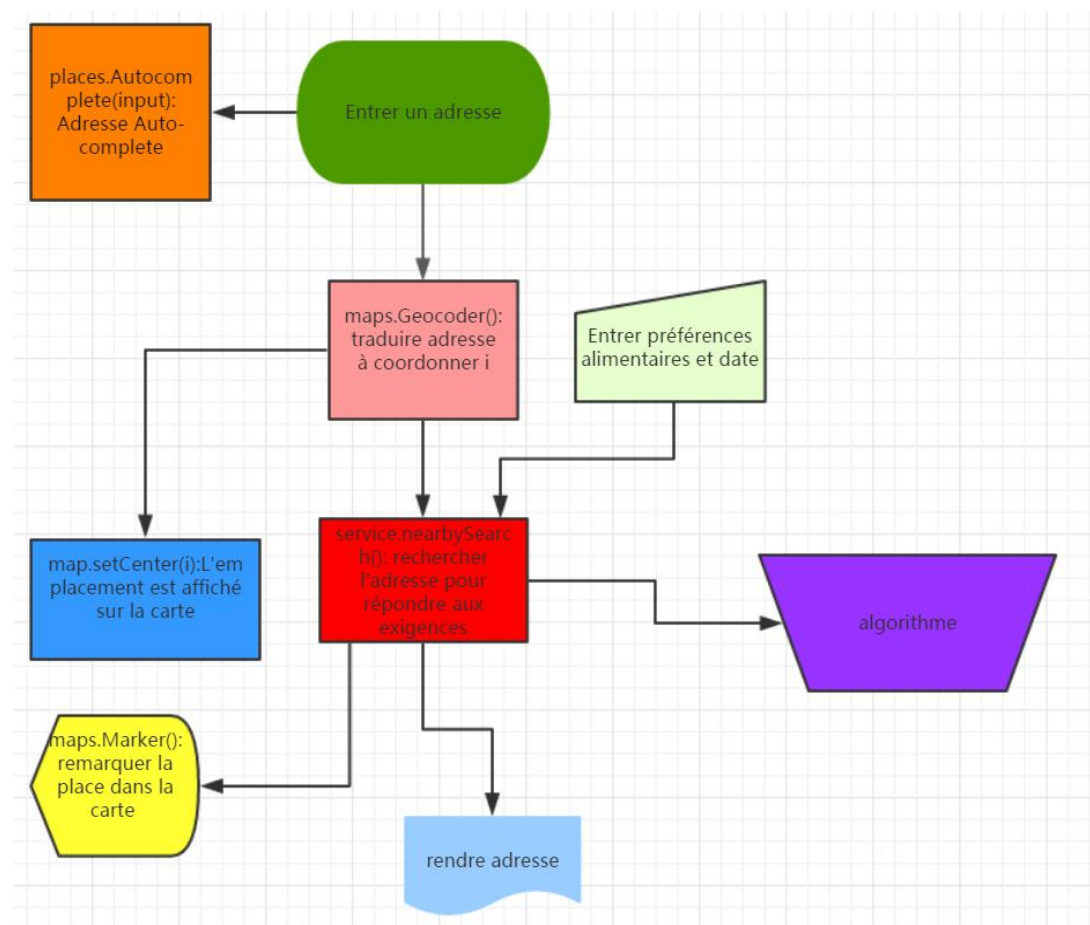 places.Autocom
plete(input):
Adresse Auto-
complete
Entrer un adresse
maps.Geocoder():
traduire adresse
à coordonner i
Entrer préférences
alimentaires et date
map.setCenter(i):L'em
placement est affiché
sur la carte
service.nearbySearc
h(): rechercher
l'adresse pour
répondre aux
exigences
algorithme
maps.Marker():
remarquer la
place dans la
carte
rendre adresse